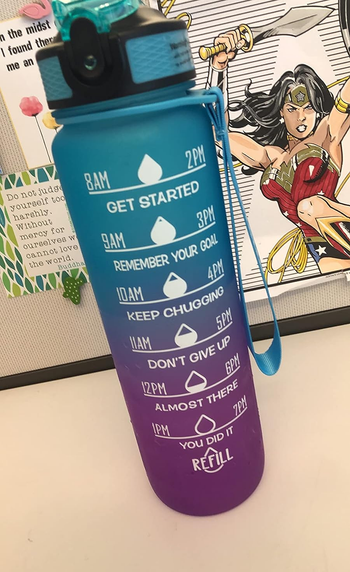 n the midst
I found there
me an
Do not judge
yourself too
harshly.
Without
mercy for
ourselves w
cannot love
the world.
Buddha
8AM 2PM
GET STARTED
9AM 3PM
REMEMBER YOUR GOAL
10AM 4PM
KEEP CHUGGING
11AM 5PM
DON'T GIVE UP
12PM 6PM
ALMOST THERE
1PM 7PM
YOU DID IT
REFILL